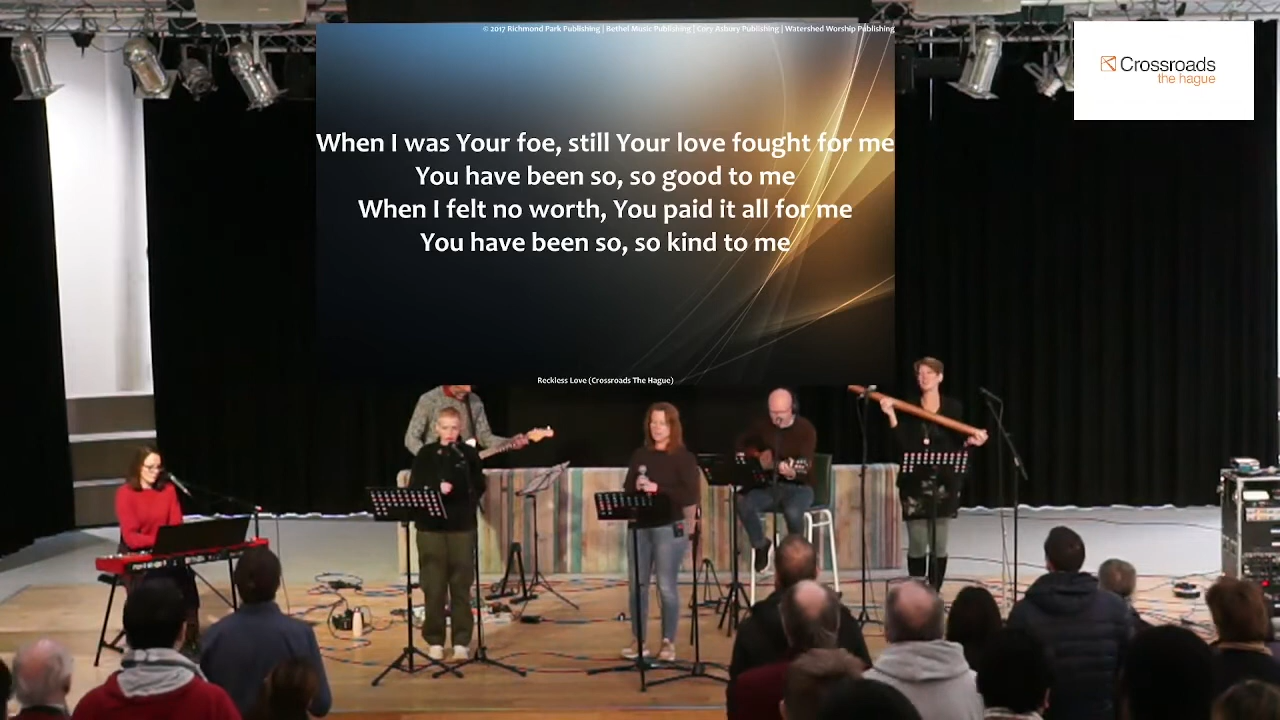 © 2017 Richmond Park Publishing | Bethel Music Publishing | Cory Asbury Publishing | Watershed Worship Publishing
Crossroads
the hague
When I was Your foe, still Your love fought for me
You have been so, so good to me
When I felt no worth, You paid it all for me
You have been so, so kind to me
Reckless Love (Crossroads The Hague)